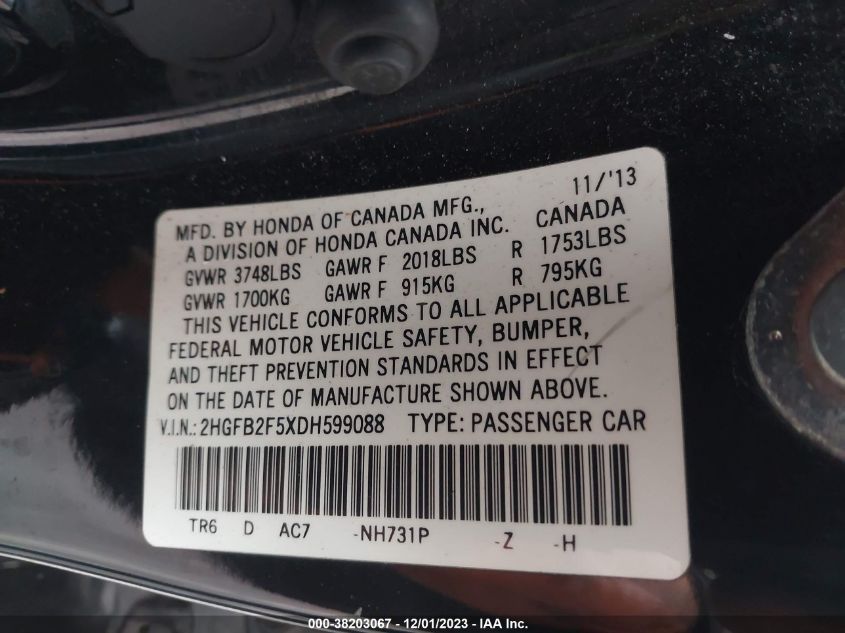 11/'13
MFD. BY HONDA OF CANADA MFG., CANADA
A DIVISION OF HONDA CANADA INC.
GVWR 3748LBS GAWR F 2018LBS R 1753LBS
GVWR 1700KG GAWR F 915KG R 795KG
THIS VEHICLE CONFORMS TO ALL APPLICABLE
FEDERAL MOTOR VEHICLE SAFETY, BUMPER,
AND THEFT PREVENTION STANDARDS IN EFFECT
ON THE DATE OF MANUFACTURE SHOWN ABOVE.
V.I.N.: 2HGFB2F5XDH599088 TYPE: PASSENGER CAR
TR6 D AC7 -NH731P -Z -H
000-38203067 - 12/01/2023 - IAA Inc.